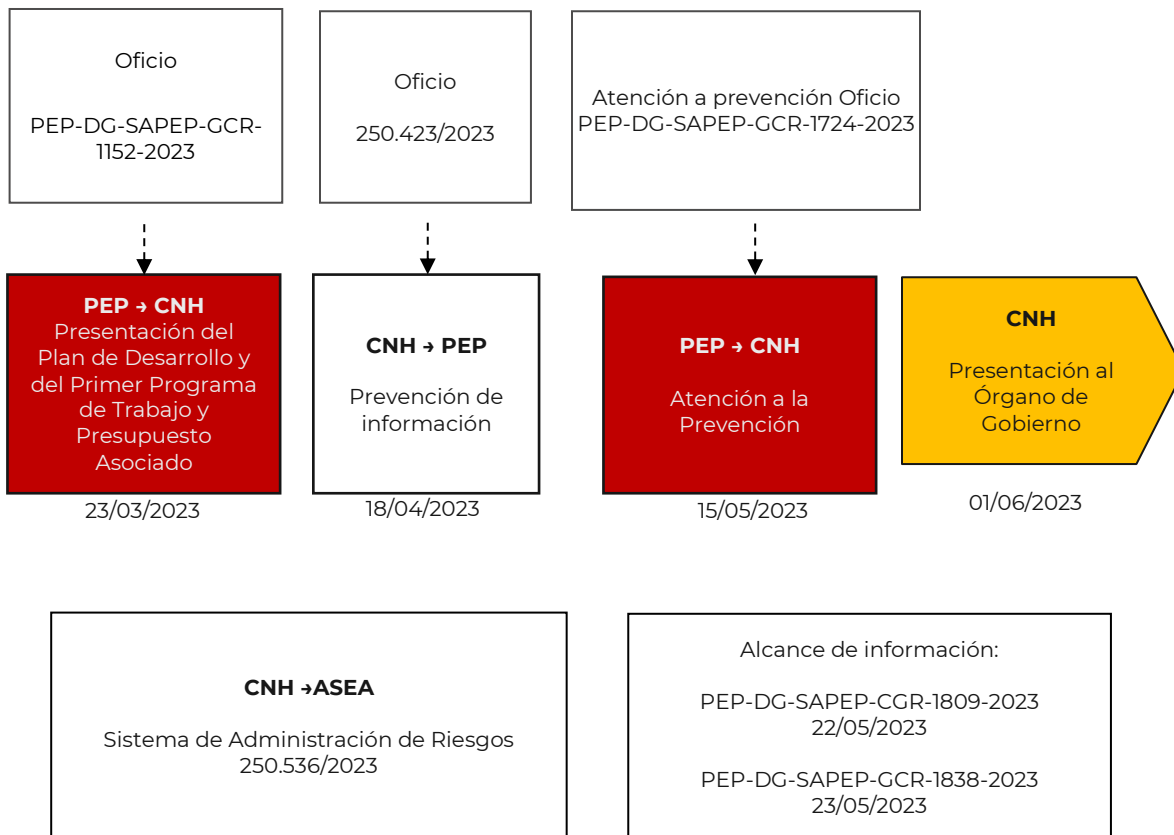 Oficio
PEP-DG-SAPEP-GCR-
1152-2023
Oficio
250.423/2023
Atención a prevención Oficio
PEP-DG-SAPEP-GCR-1724-2023
PEP → CNH
Presentación del
Plan de Desarrollo y
del Primer Programa
de Trabajo y
Presupuesto
Asociado
23/03/2023
CNH → PEP
Prevención de
información
18/04/2023
PEP → CNH
Atención a la
Prevención
15/05/2023
CNH
Presentación al
Órgano de
Gobierno
01/06/2023
CNH →ASEA
Sistema de Administración de Riesgos
250.536/2023
Alcance de información:
PEP-DG-SAPEP-CGR-1809-2023
22/05/2023
PEP-DG-SAPEP-GCR-1838-2023
23/05/2023